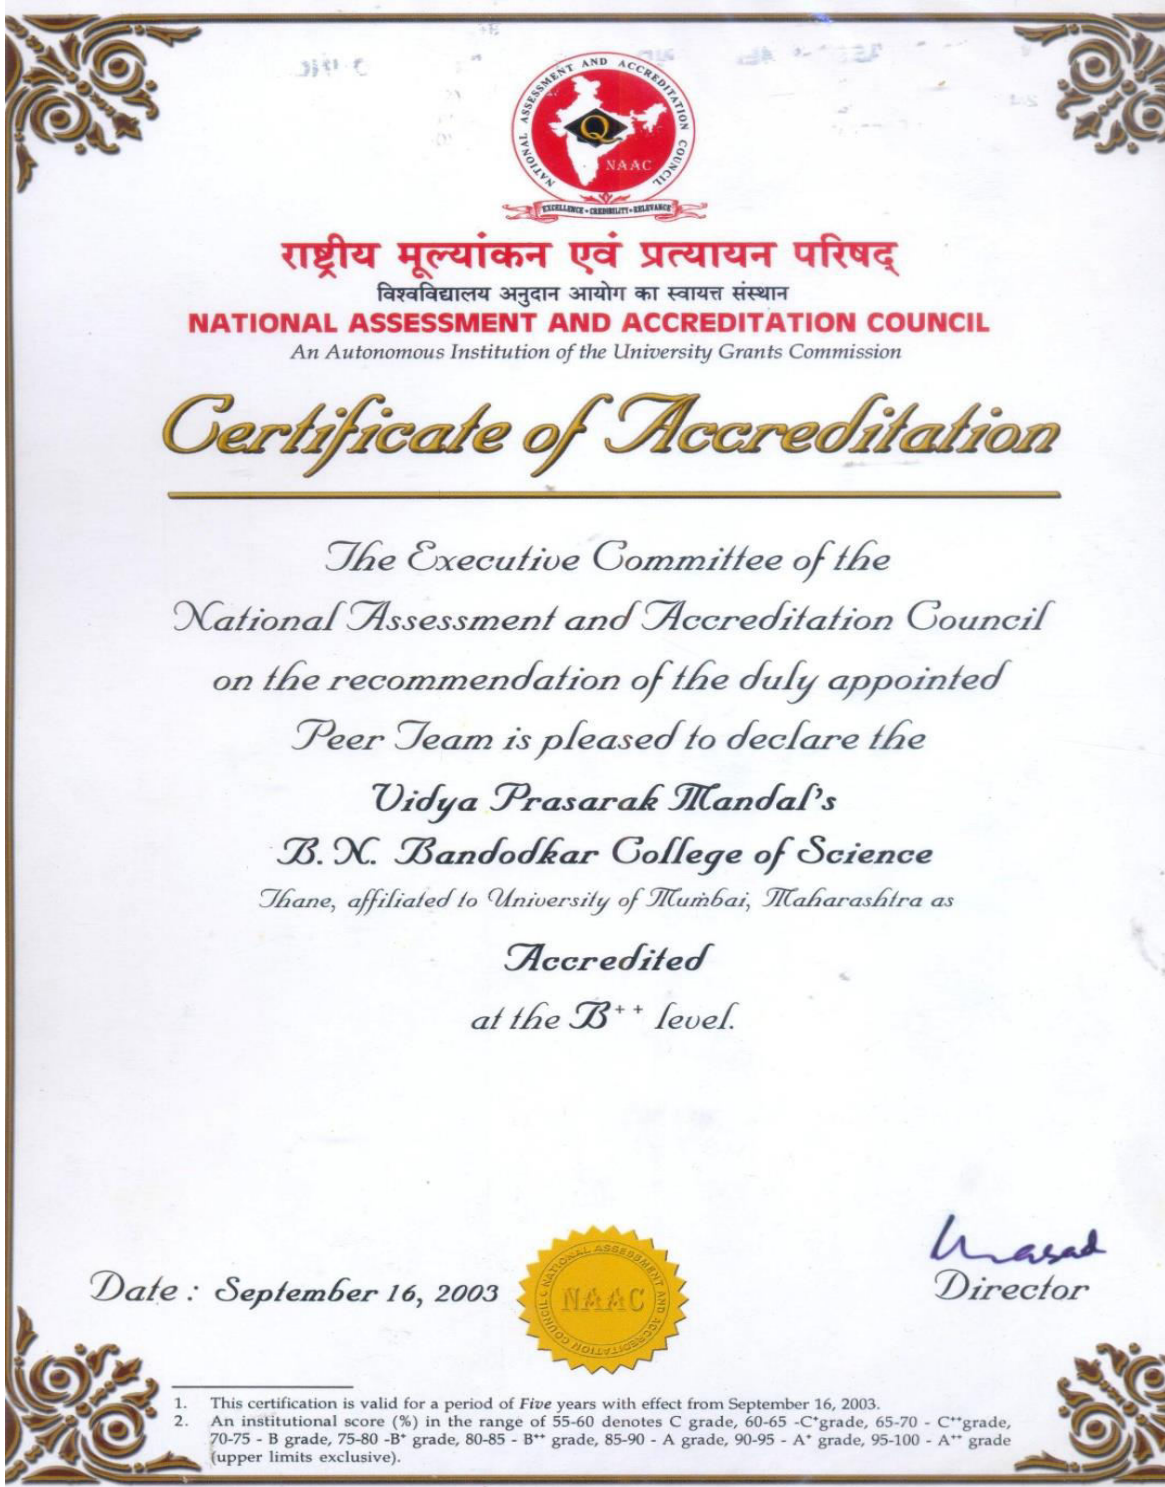 NATIONAL ASSESSMENT AND ACCREDITATION COUNCIL
Q
NAAC
EXCELLENCE - CREDIBILITY - RELEVANCE
राष्ट्रीय मूल्यांकन एवं प्रत्यायन परिषद्
विश्वविद्यालय अनुदान आयोग का स्वायत्त संस्थान
NATIONAL ASSESSMENT AND ACCREDITATION COUNCIL
An Autonomous Institution of the University Grants Commission
Certificate of Accreditation
The Executive Committee of the
National Assessment and Accreditation Council
on the recommendation of the duly appointed
Peer Team is pleased to declare the
Vidya Prasarak Mandal's
B. N. Bandodkar College of Science
Thane, affiliated to University of Mumbai, Maharashtra as
Accredited
at the B⁺⁺ level.
Date : September 16, 2003
NATIONAL ASSESSMENT AND ACCREDITATION COUNCIL
NAAC
Director
1. This certification is valid for a period of Five years with effect from September 16, 2003.
2. An institutional score (%) in the range of 55-60 denotes C grade, 60-65 -C⁺grade, 65-70 - C⁺⁺grade,
70-75 - B grade, 75-80 -B⁺ grade, 80-85 - B⁺⁺ grade, 85-90 - A grade, 90-95 - A⁺ grade, 95-100 - A⁺⁺ grade
(upper limits exclusive).